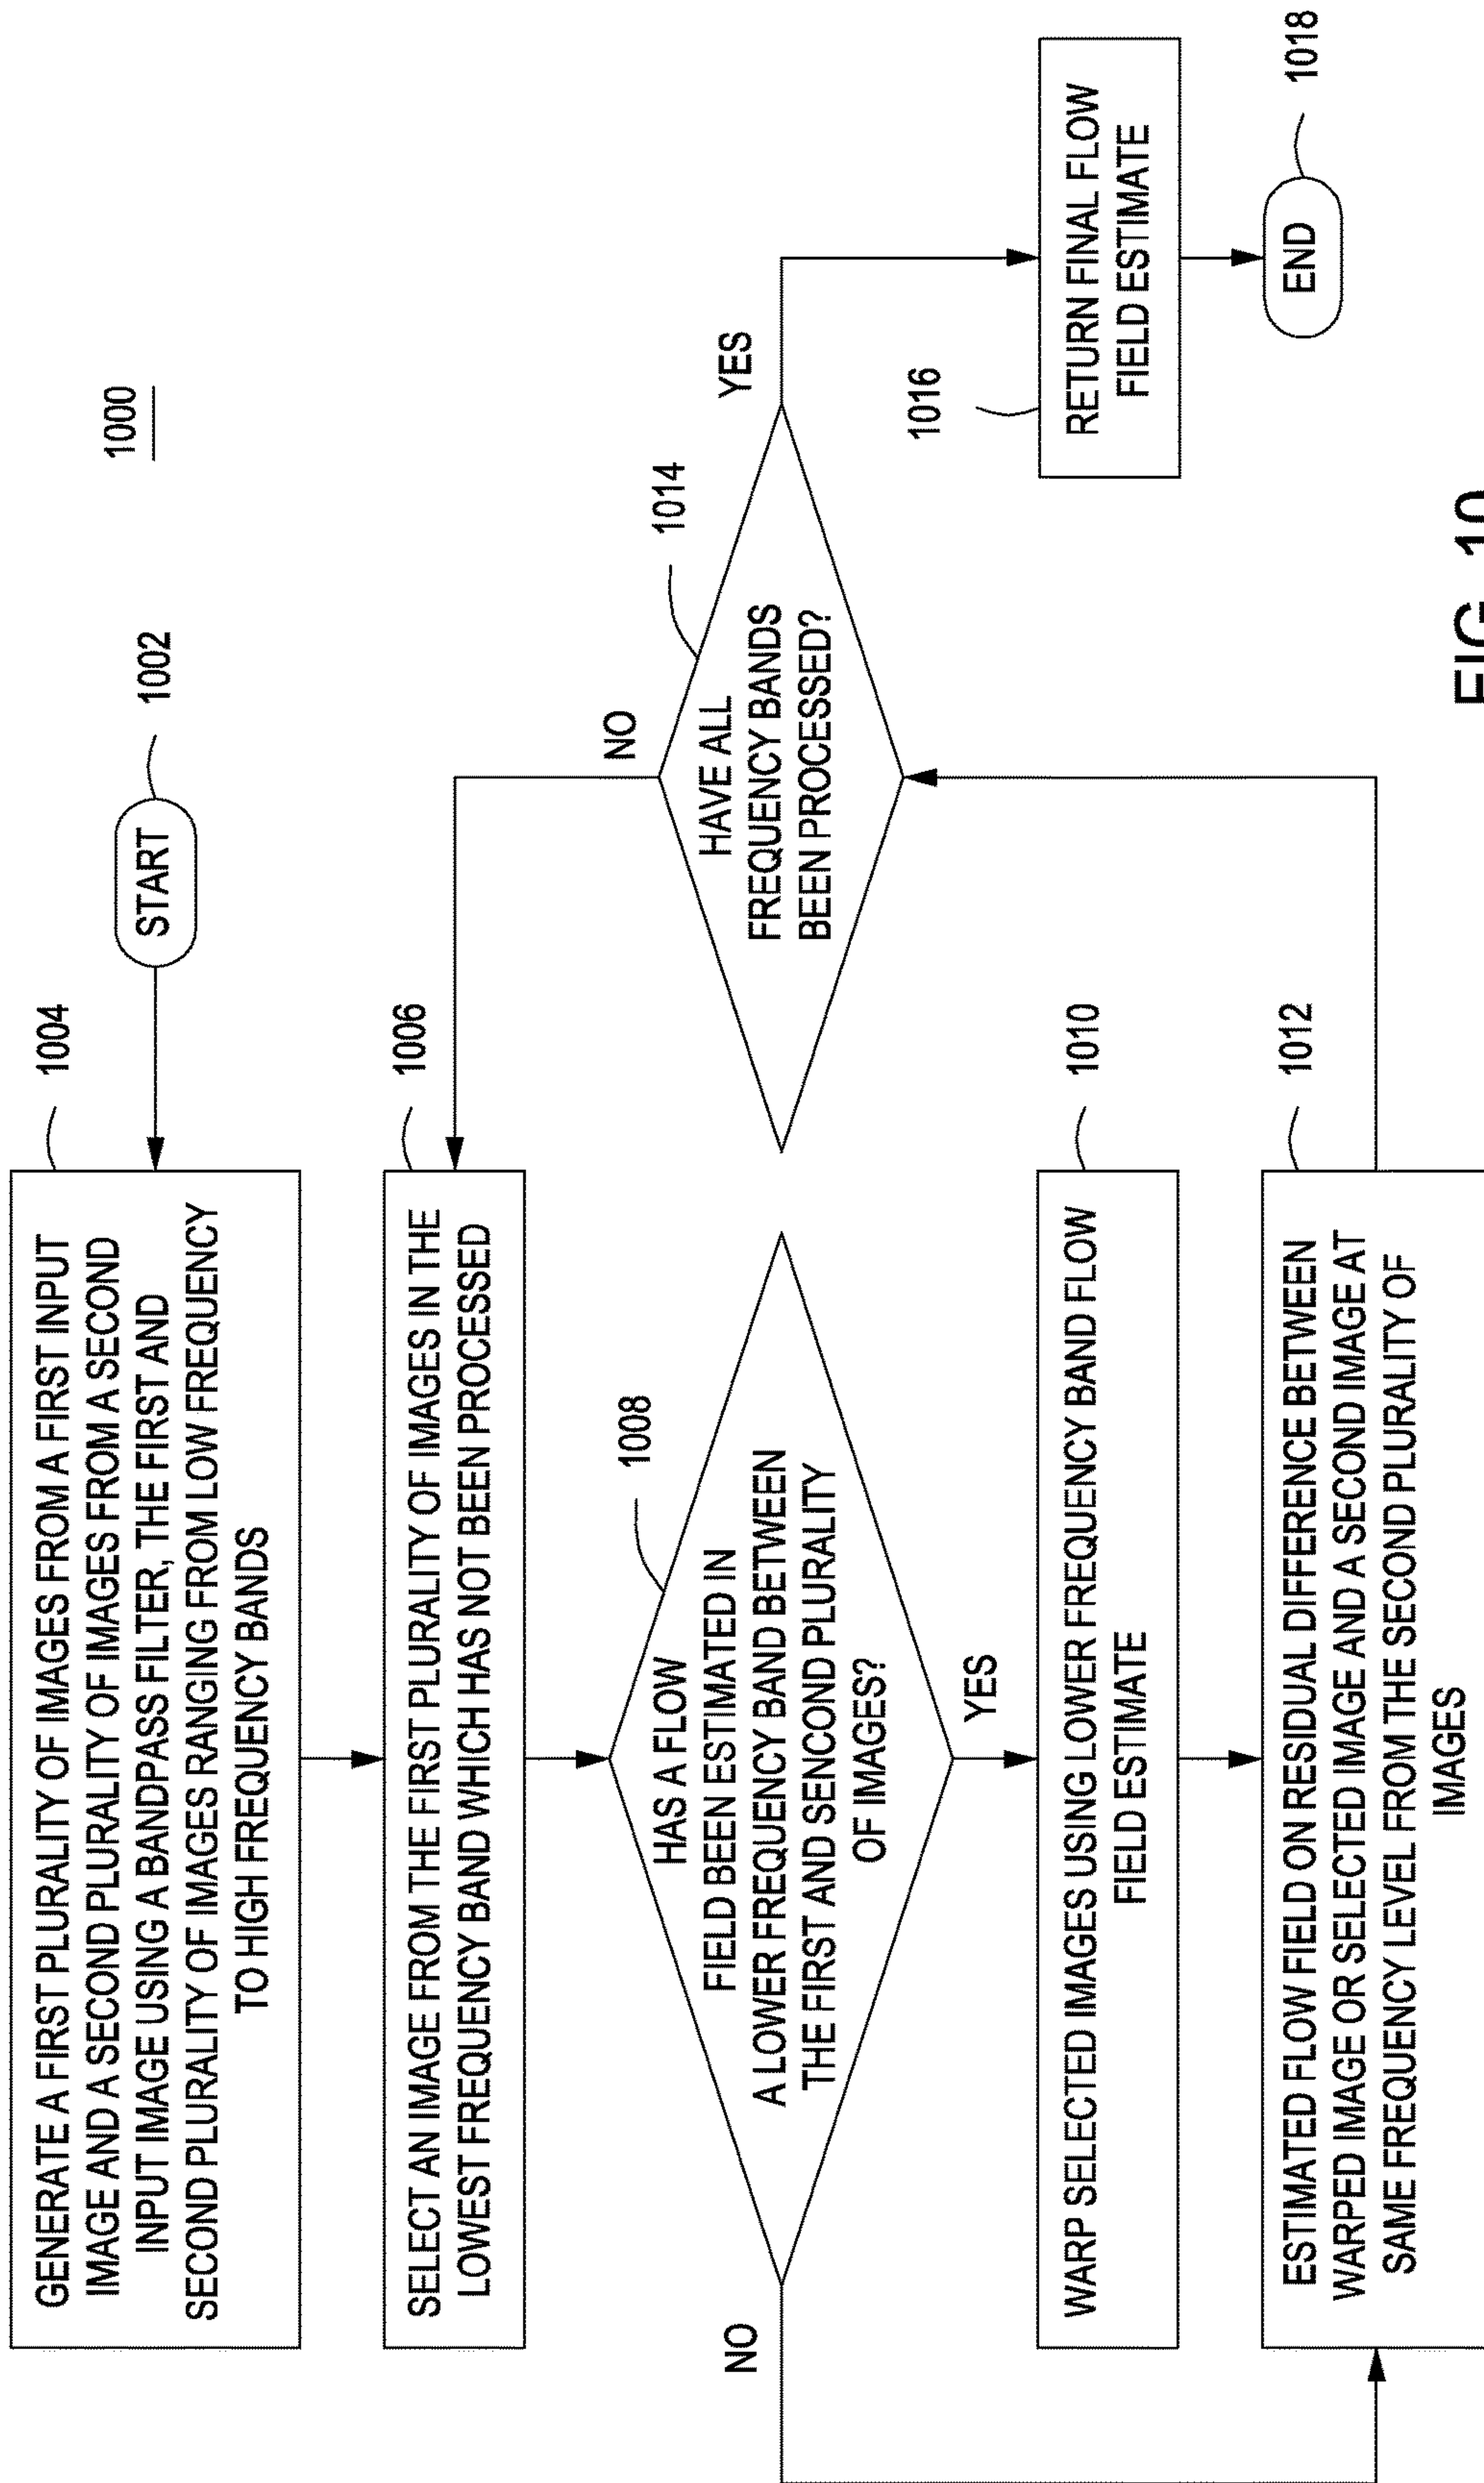 1000
START
1002
1004
GENERATE A FIRST PLURALITY OF IMAGES FROM A FIRST INPUT
IMAGE AND A SECOND PLURALITY OF IMAGES FROM A SECOND
INPUT IMAGE USING A BANDPASS FILTER, THE FIRST AND
SECOND PLURALITY OF IMAGES RANGING FROM LOW FREQUENCY
TO HIGH FREQUENCY BANDS
1006
SELECT AN IMAGE FROM THE FIRST PLURALITY OF IMAGES IN THE
LOWEST FREQUENCY BAND WHICH HAS NOT BEEN PROCESSED
1008
HAS A FLOW
FIELD BEEN ESTIMATED IN
A LOWER FREQUENCY BAND BETWEEN
THE FIRST AND SENCOND PLURALITY
OF IMAGES?
NO
YES
1010
WARP SELECTED IMAGES USING LOWER FREQUENCY BAND FLOW
FIELD ESTIMATE
1012
ESTIMATED FLOW FIELD ON RESIDUAL DIFFERENCE BETWEEN
WARPED IMAGE OR SELECTED IMAGE AND A SECOND IMAGE AT
SAME FREQUENCY LEVEL FROM THE SECOND PLURALITY OF
IMAGES
NO
1014
HAVE ALL
FREQUENCY BANDS
BEEN PROCESSED?
YES
1016
RETURN FINAL FLOW
FIELD ESTIMATE
END
1018
FIG. 10